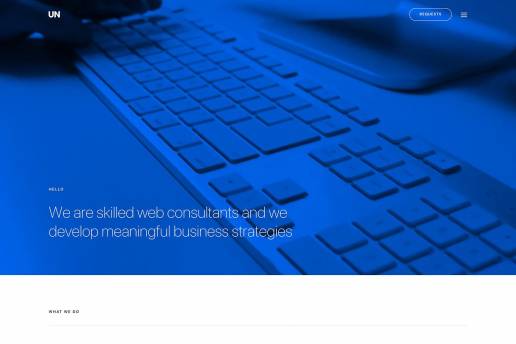 UN
REQUESTS
HELLO
We are skilled web consultants and we
develop meaningful business strategies
WHAT WE DO